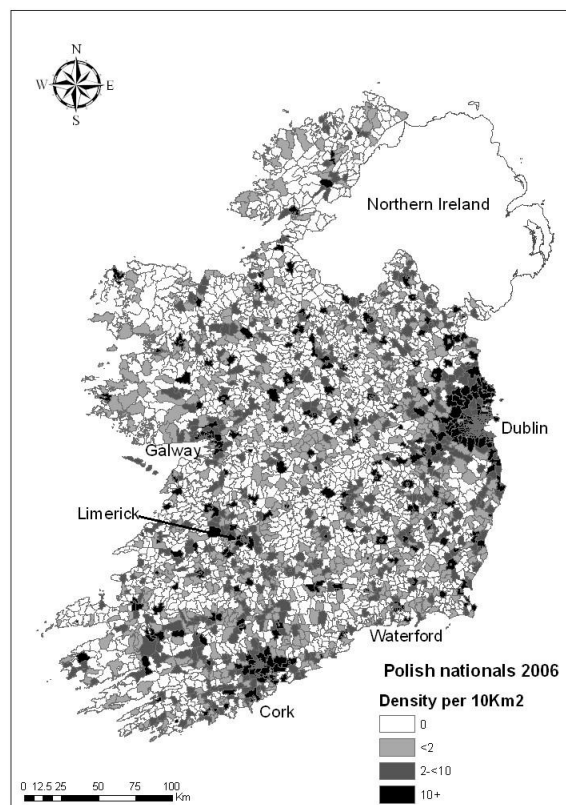 N
W E
S
Northern Ireland
Dublin
Galway
Limerick
Waterford
Cork
Polish nationals 2006
Density per 10Km2
0
<2
2-<10
10+
0 12.5 25 50 75 100
Km